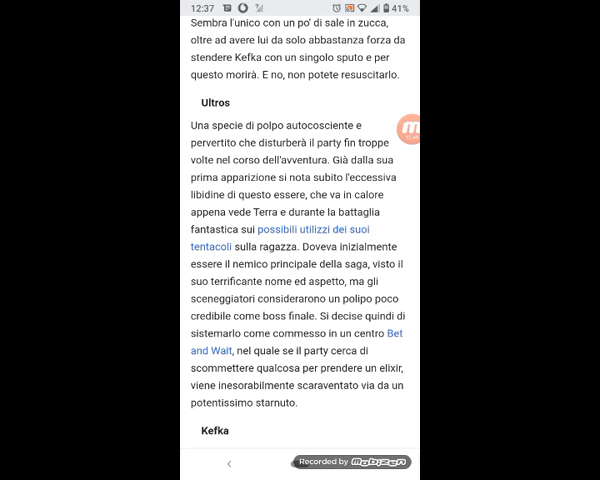 12:37
41%
Sembra l'unico con un po' di sale in zucca,
oltre ad avere lui da solo abbastanza forza da
stendere Kefka con un singolo sputo e per
questo morirà. E no, non potete resuscitarlo.
Ultros
Una specie di polpo autocosciente e
pervertito che disturberà il party fin troppe
volte nel corso dell'avventura. Già dalla sua
prima apparizione si nota subito l'eccessiva
libidine di questo essere, che va in calore
appena vede Terra e durante la battaglia
fantastica sui possibili utilizzi dei suoi
tentacoli sulla ragazza. Doveva inizialmente
essere il nemico principale della saga, visto il
suo terrificante nome ed aspetto, ma gli
sceneggiatori considerarono un polipo poco
credibile come boss finale. Si decise quindi di
sistemarlo come commesso in un centro Bet
and Wait, nel quale se il party cerca di
scommettere qualcosa per prendere un elixir,
viene inesorabilmente scaraventato via da un
potentissimo starnuto.
Kefka
Recorded by mobizen